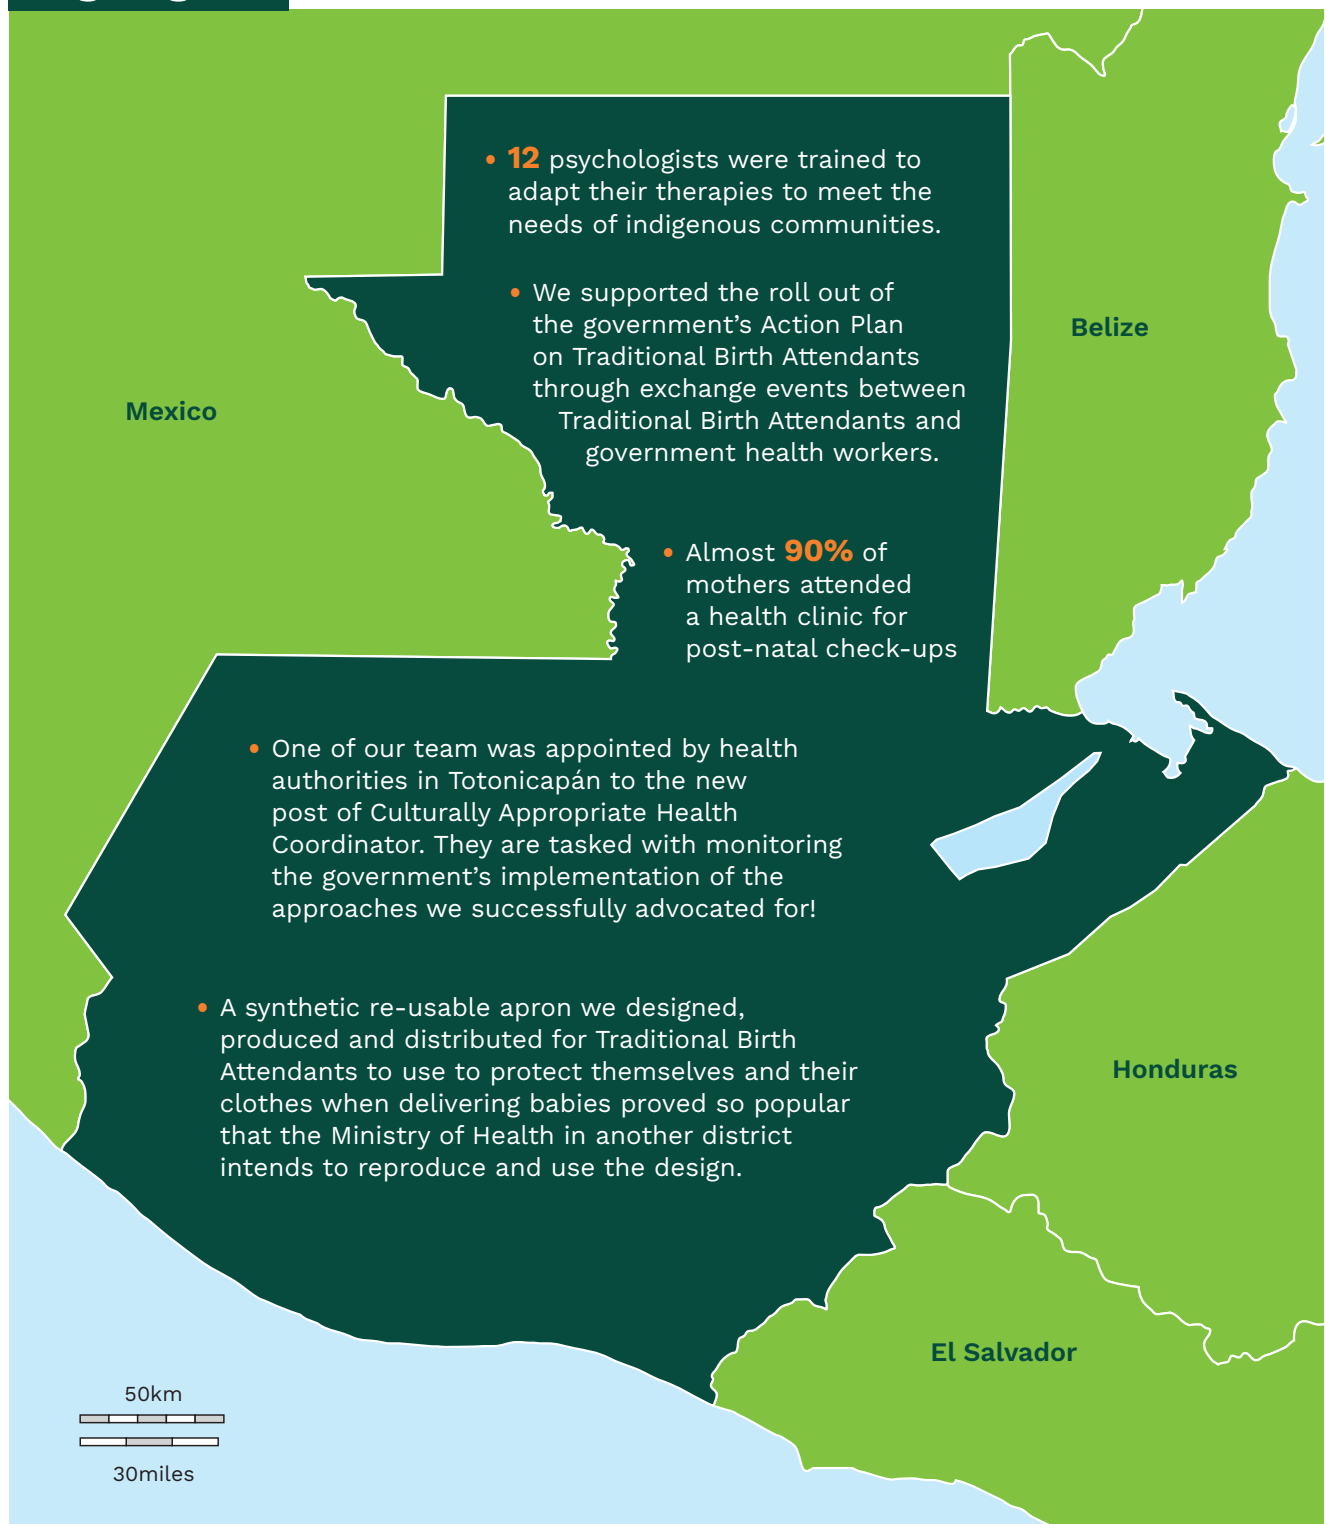 • 12 psychologists were trained to
adapt their therapies to meet the
needs of indigenous communities.
• We supported the roll out of
the government’s Action Plan
on Traditional Birth Attendants
through exchange events between
Traditional Birth Attendants and
government health workers.
Belize
Mexico
• Almost 90% of
mothers attended
a health clinic for
post-natal check-ups
• One of our team was appointed by health
authorities in Totonicapán to the new
post of Culturally Appropriate Health
Coordinator. They are tasked with monitoring
the government’s implementation of the
approaches we successfully advocated for!
• A synthetic re-usable apron we designed,
produced and distributed for Traditional Birth
Attendants to use to protect themselves and their
clothes when delivering babies proved so popular
that the Ministry of Health in another district
intends to reproduce and use the design.
Honduras
El Salvador
50km
30miles